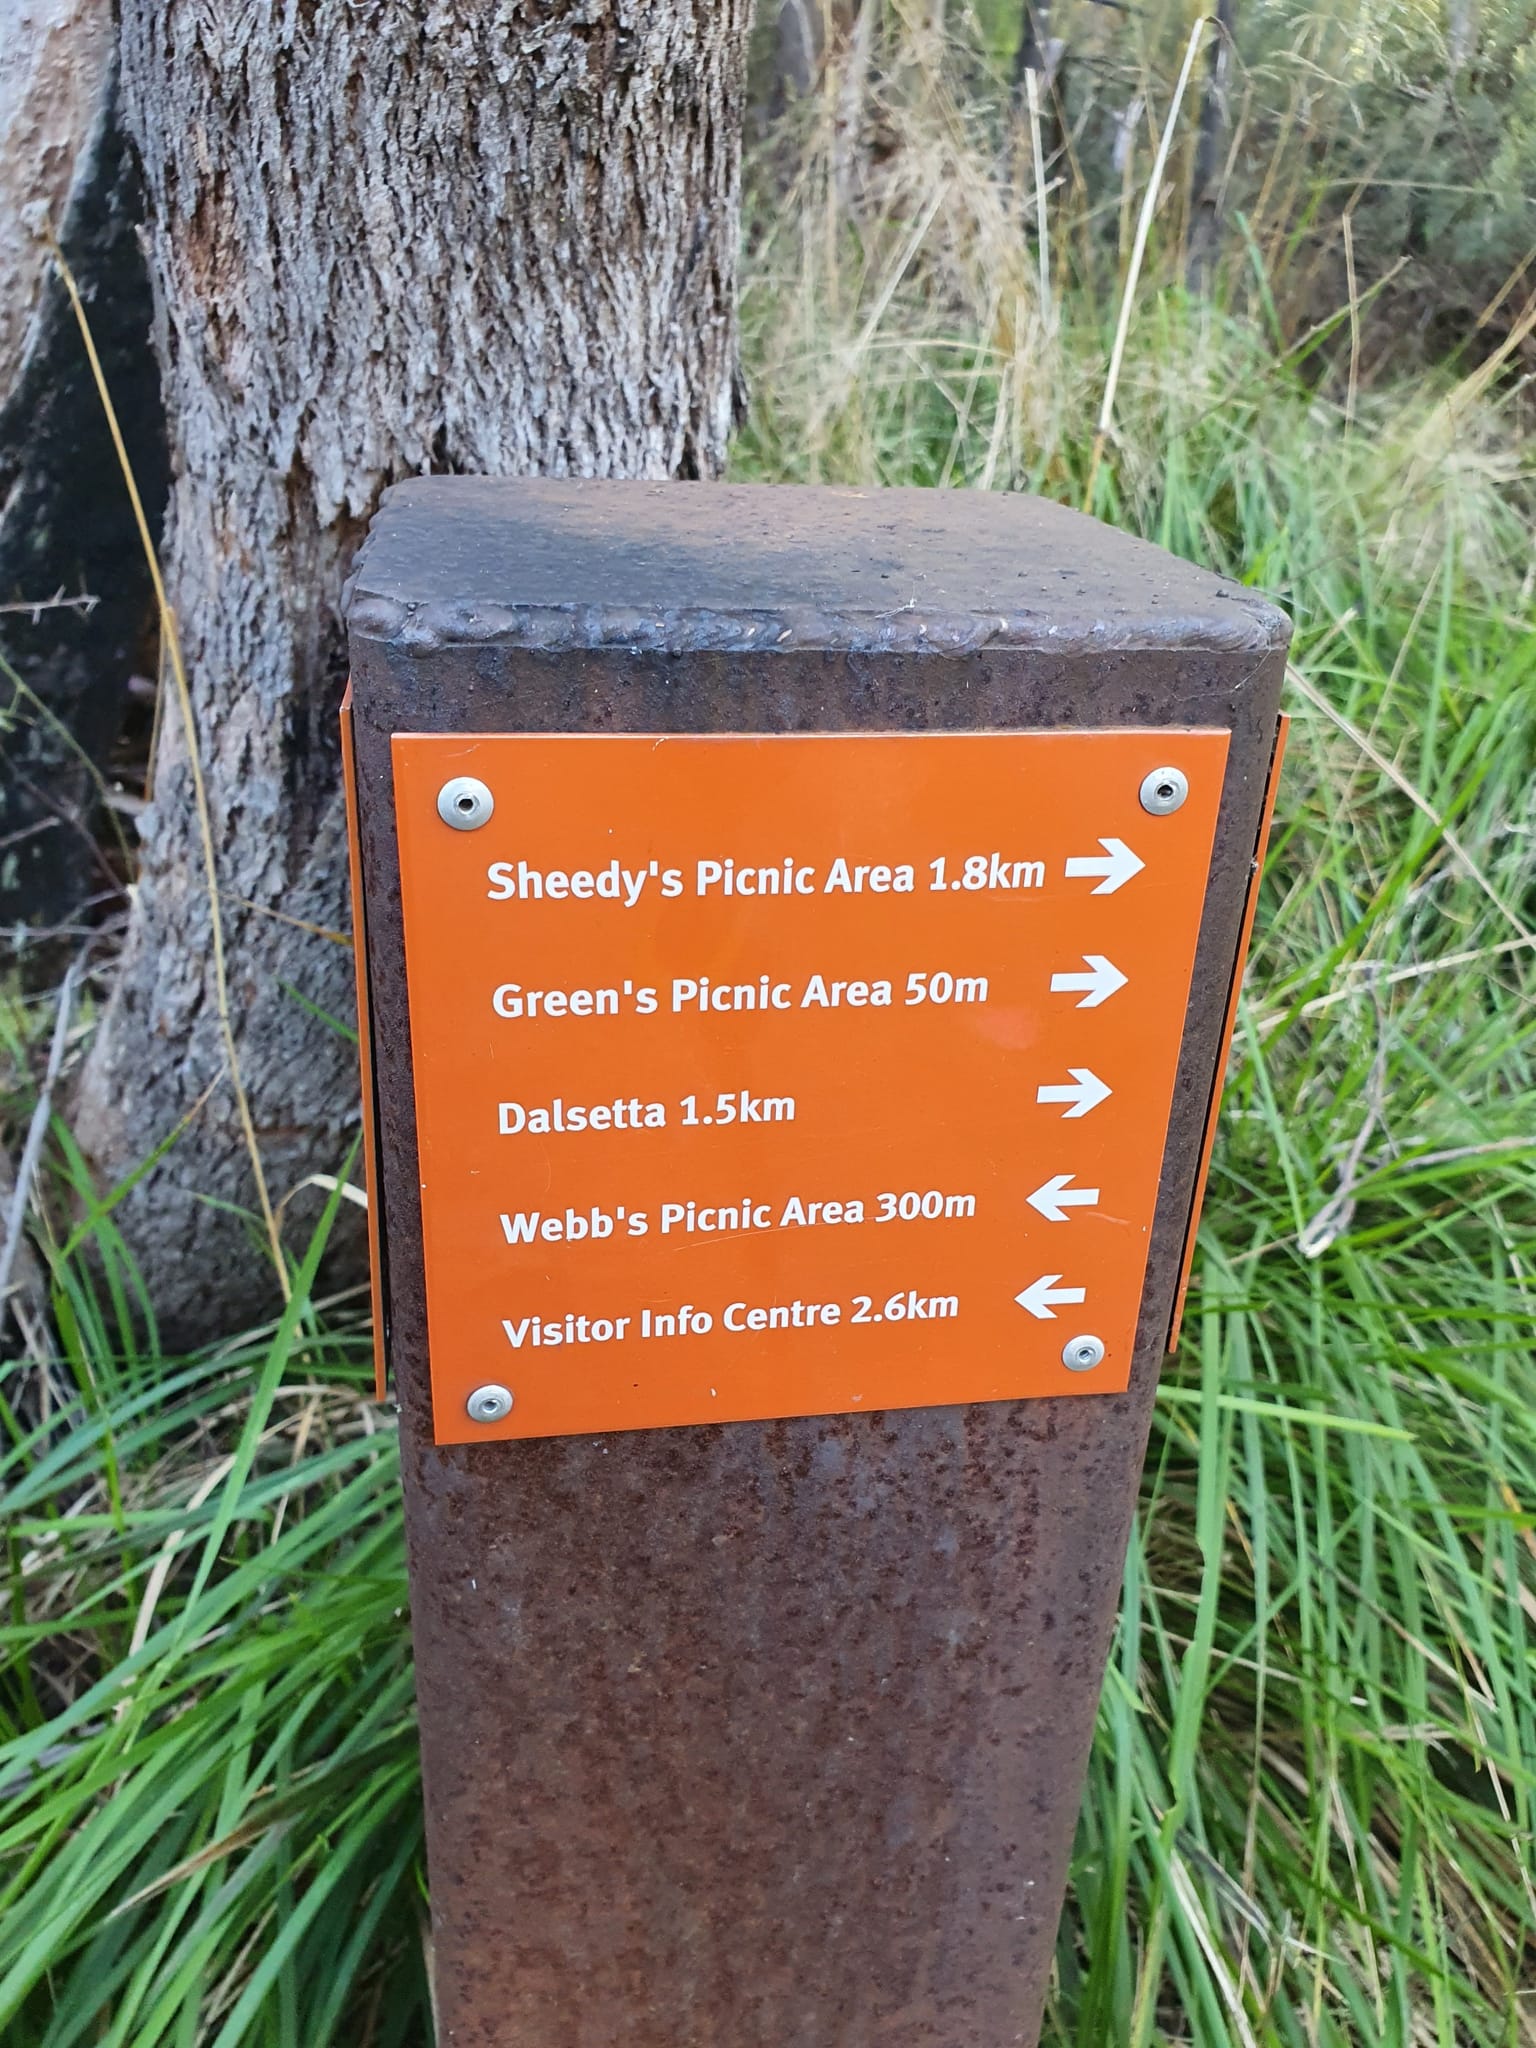 Sheedy's Picnic Area 1.8km →
Green's Picnic Area 50m →
Dalsetta 1.5km →
Webb's Picnic Area 300m ←
Visitor Info Centre 2.6km ←